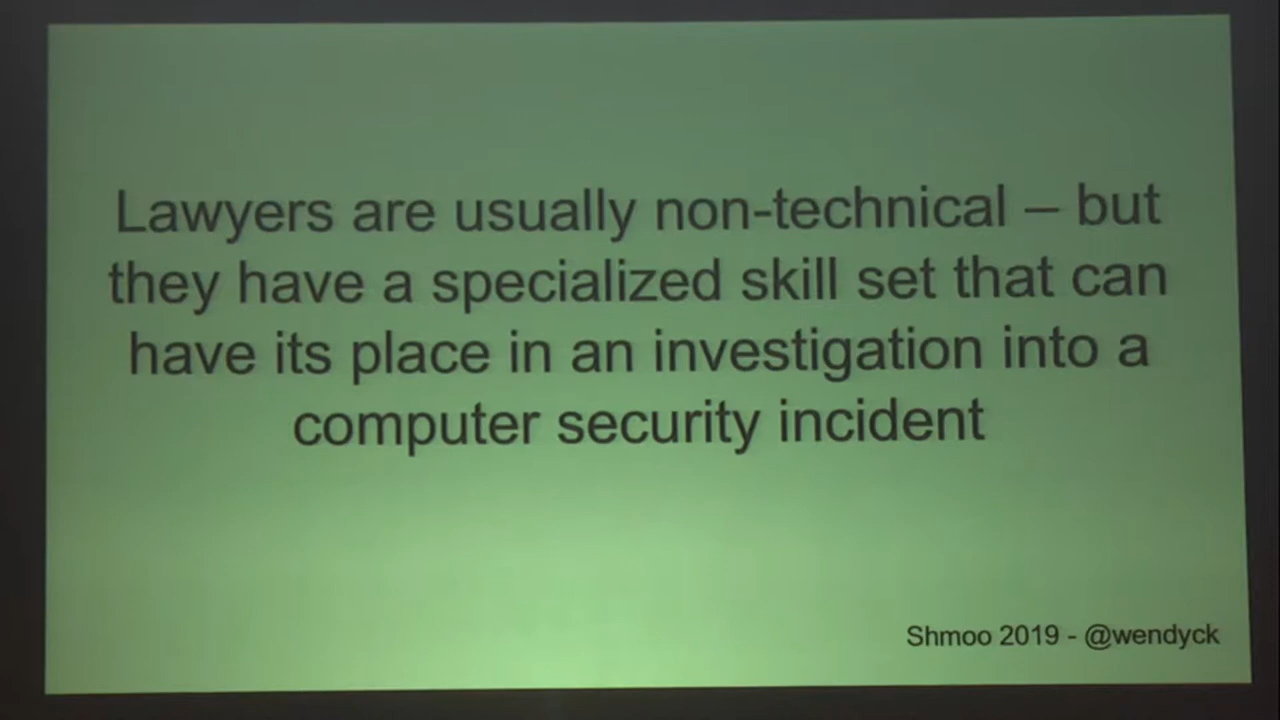 Lawyers are usually non-technical – but
they have a specialized skill set that can
have its place in an investigation into a
computer security incident
Shmoo 2019 - @wendyck